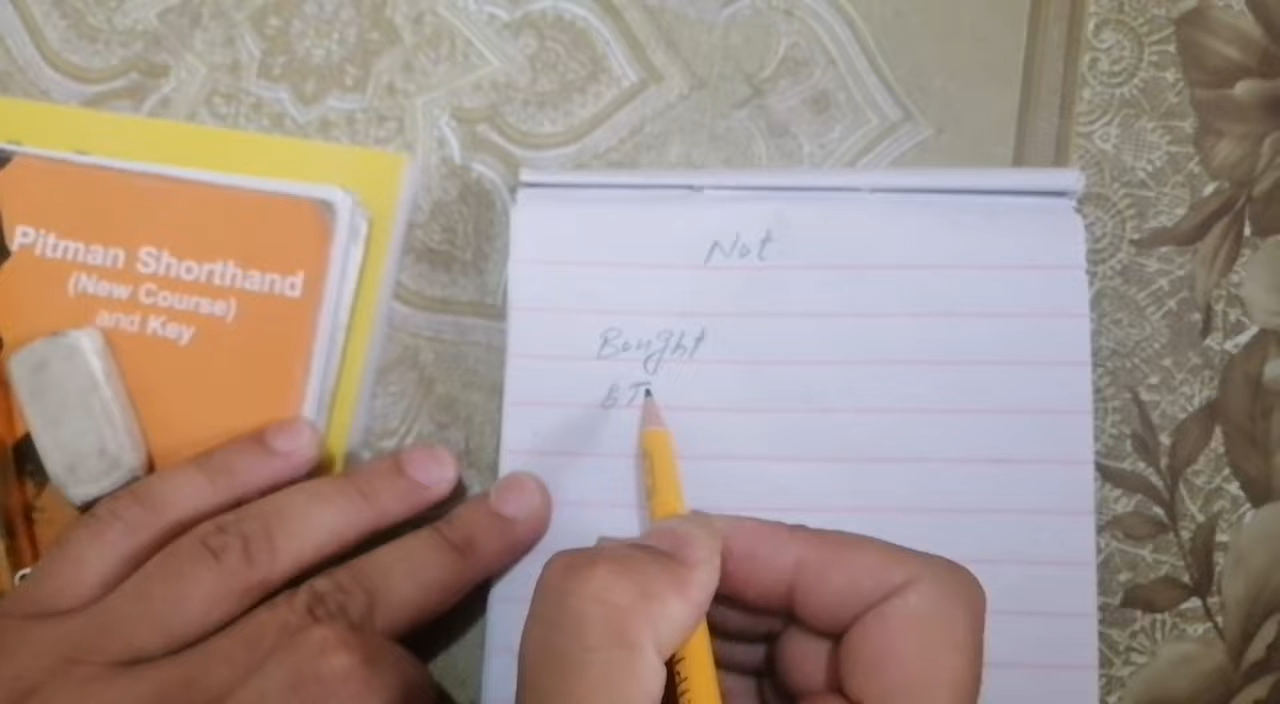 Pitman Shorthand
(New Course)
and Key
Not
Bought
BT